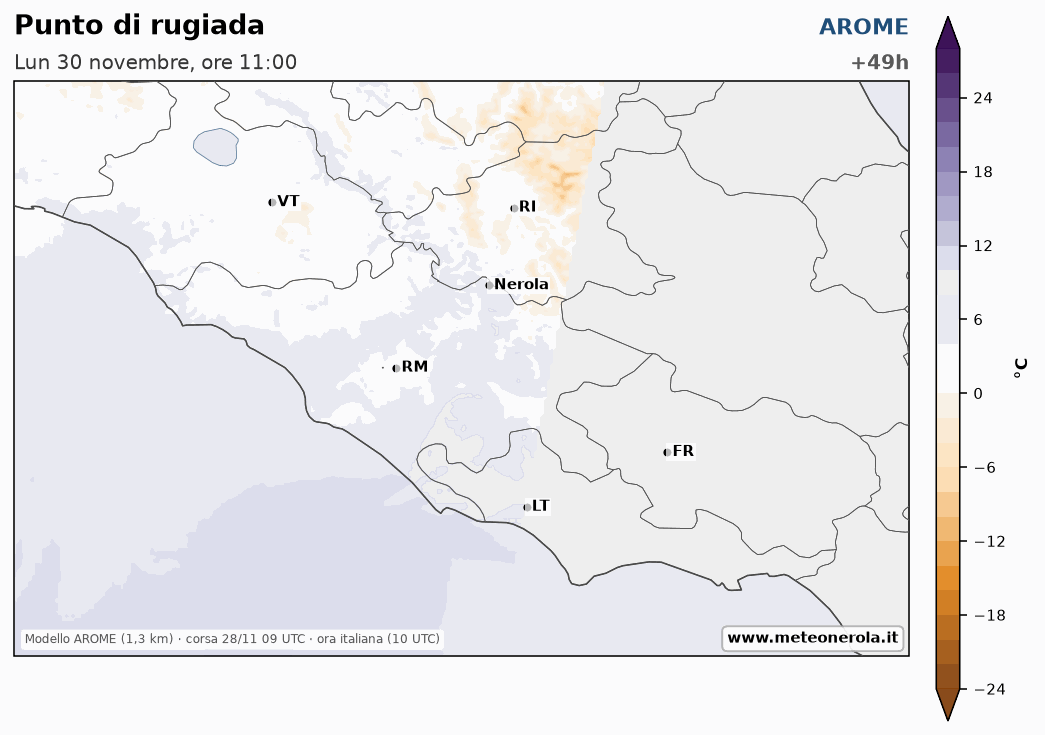 Punto di rugiada
AROME
Lun 30 novembre, ore 11:00
+49h
VT
RI
Nerola
RM
FR
LT
Modello AROME (1,3 km) · corsa 28/11 09 UTC · ora italiana (10 UTC)
www.meteonerola.it
24
18
12
6
0
−6
−12
−18
−24
°C